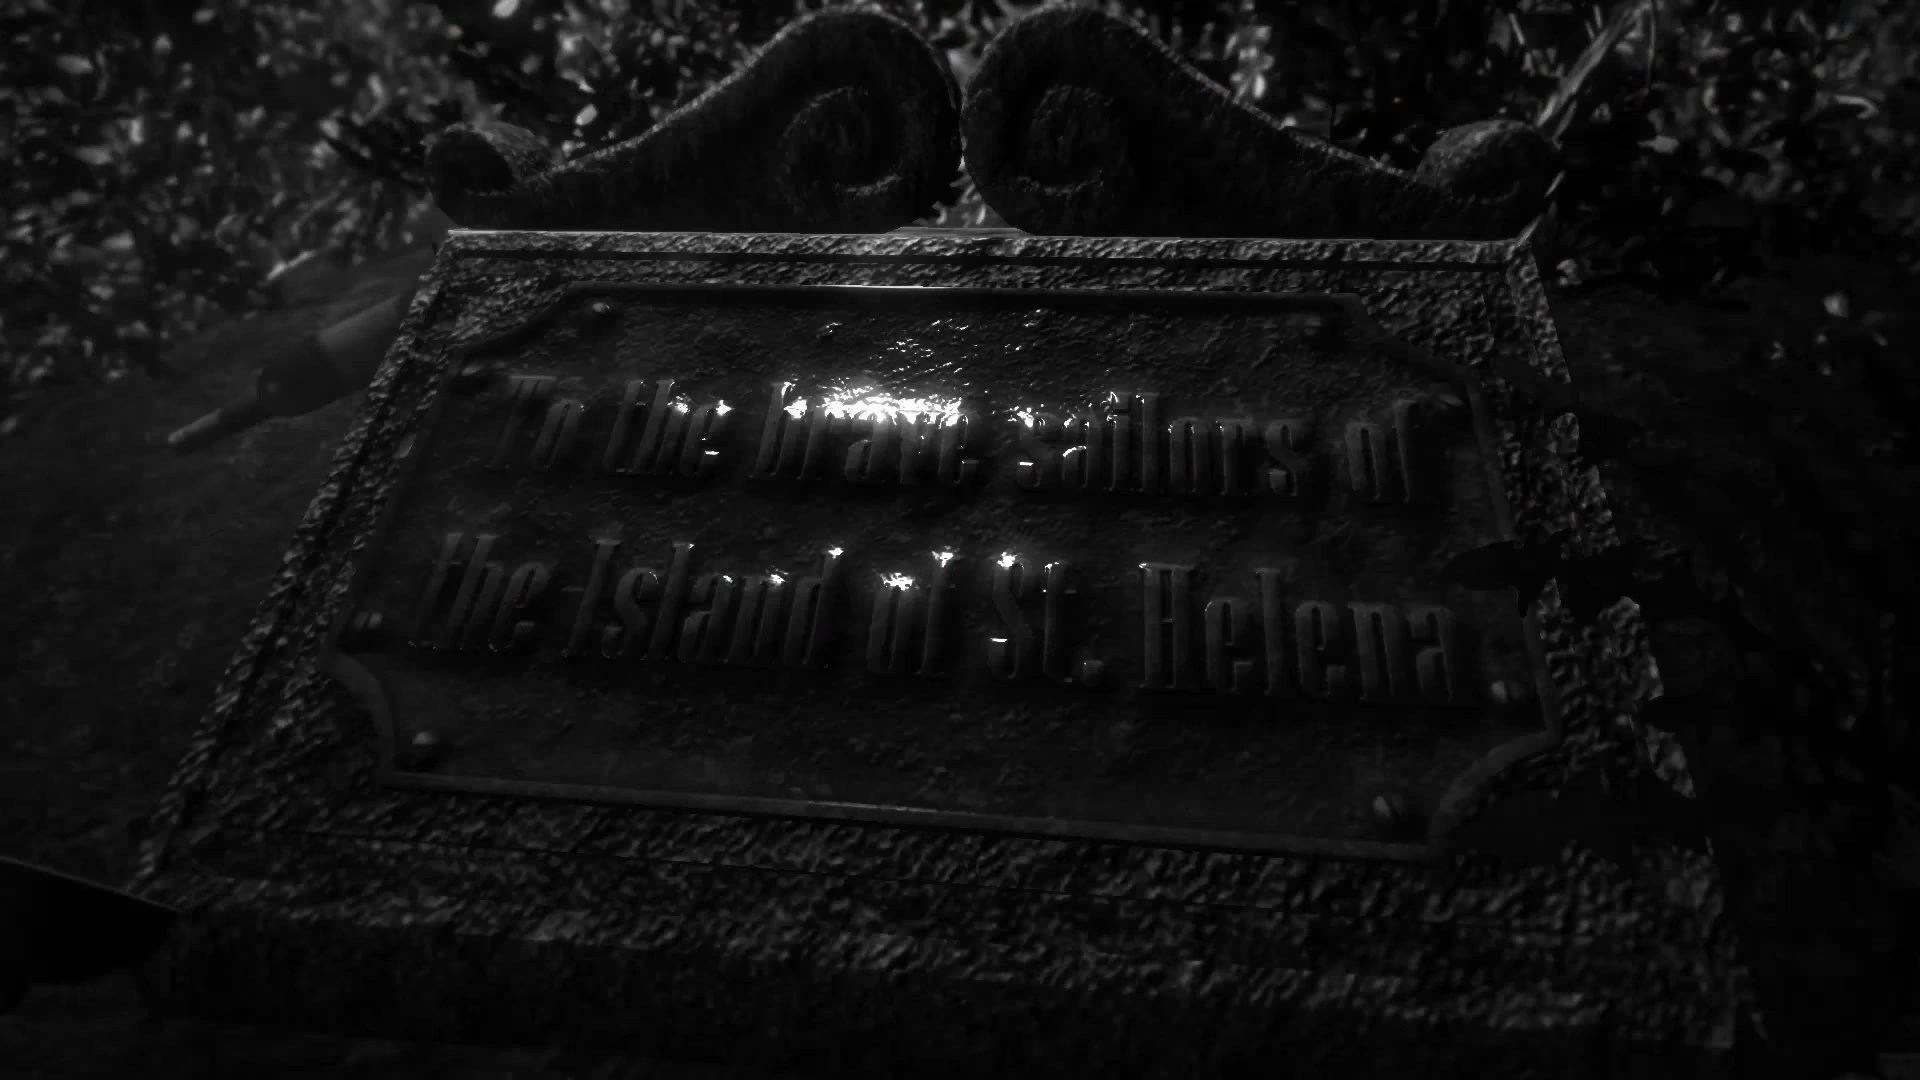 To the brave sailors of
the Island of St. Helena